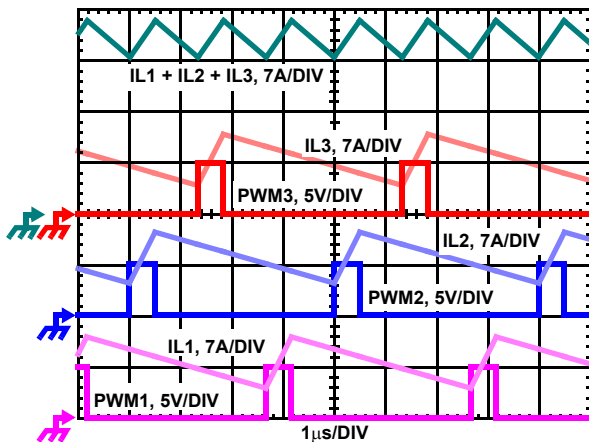 IL1 + IL2 + IL3, 7A/DIV
IL3, 7A/DIV
PWM3, 5V/DIV
IL2, 7A/DIV
PWM2, 5V/DIV
IL1, 7A/DIV
PWM1, 5V/DIV
1μs/DIV